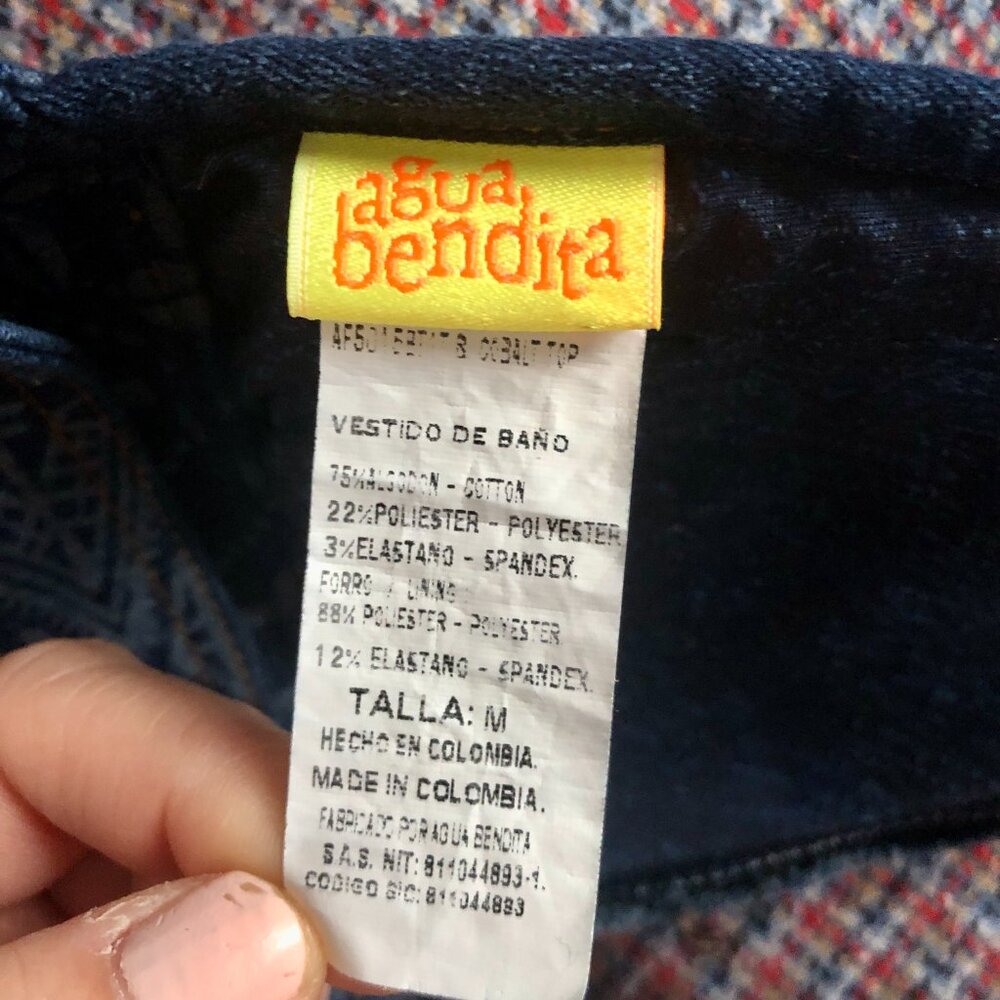 agua
bendita
COBALT TOP
VESTIDO DE BAÑO
75%ALGODON - COTTON
22%POLIESTER - POLYESTER
3%ELASTANO - SPANDEX.
FORRO / LINING
88% POLIESTER - POLYESTER
12% ELASTANO - SPANDEX.
TALLA: M
HECHO EN COLOMBIA.
MADE IN COLOMBIA.
FABRICADO POR AGUA BENDITA
S.A.S. NIT: 811044893-1.
CODIGO SIC: 811044893